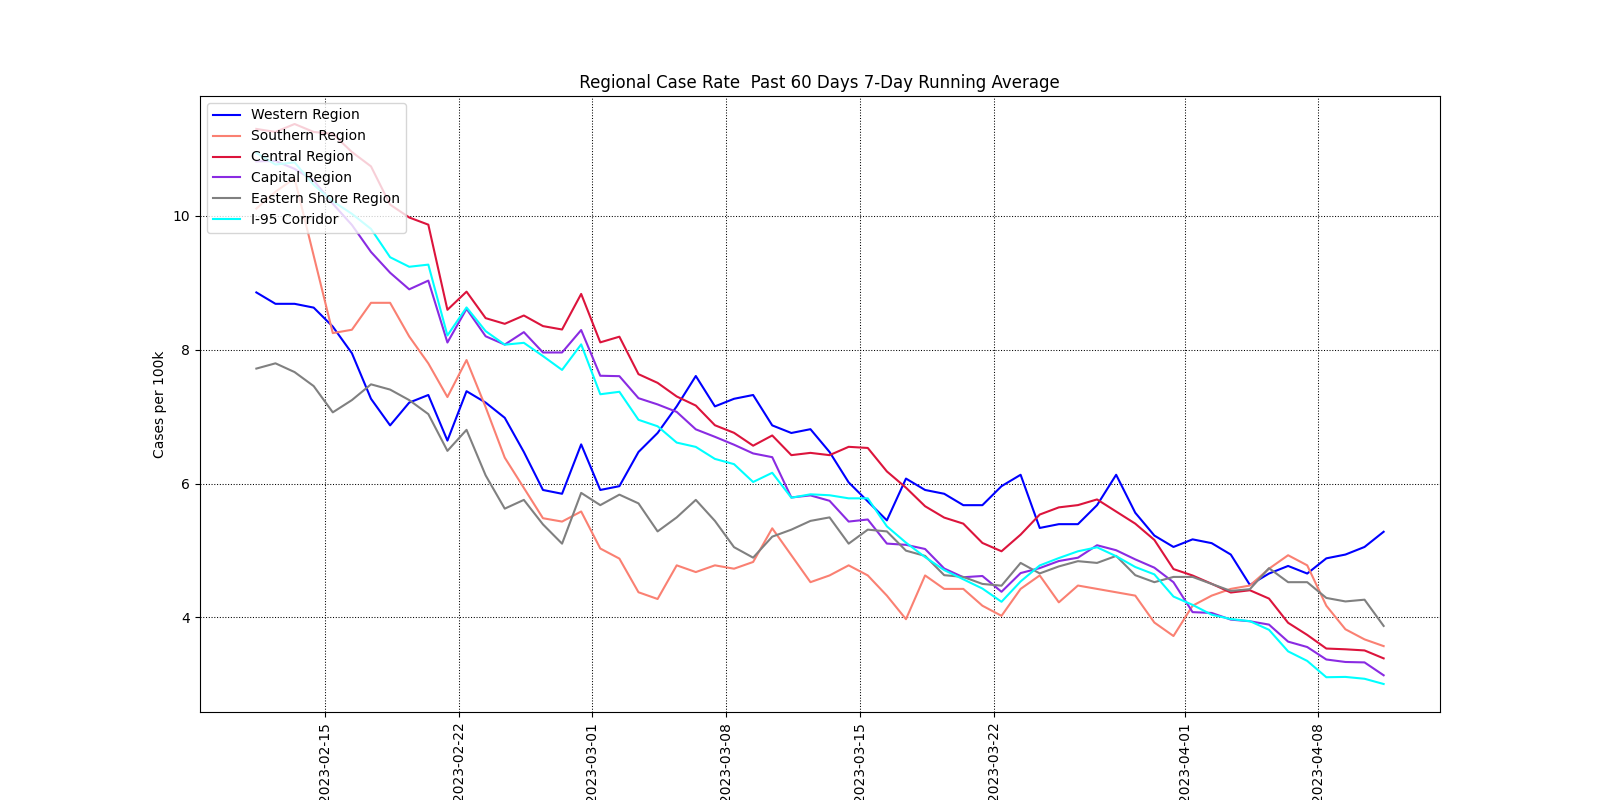 Regional Case Rate  Past 60 Days 7-Day Running Average
Western Region
Southern Region
Central Region
Capital Region
Eastern Shore Region
I-95 Corridor
Cases per 100k
10
8
6
4
2023-02-15
2023-02-22
2023-03-01
2023-03-08
2023-03-15
2023-03-22
2023-04-01
2023-04-08